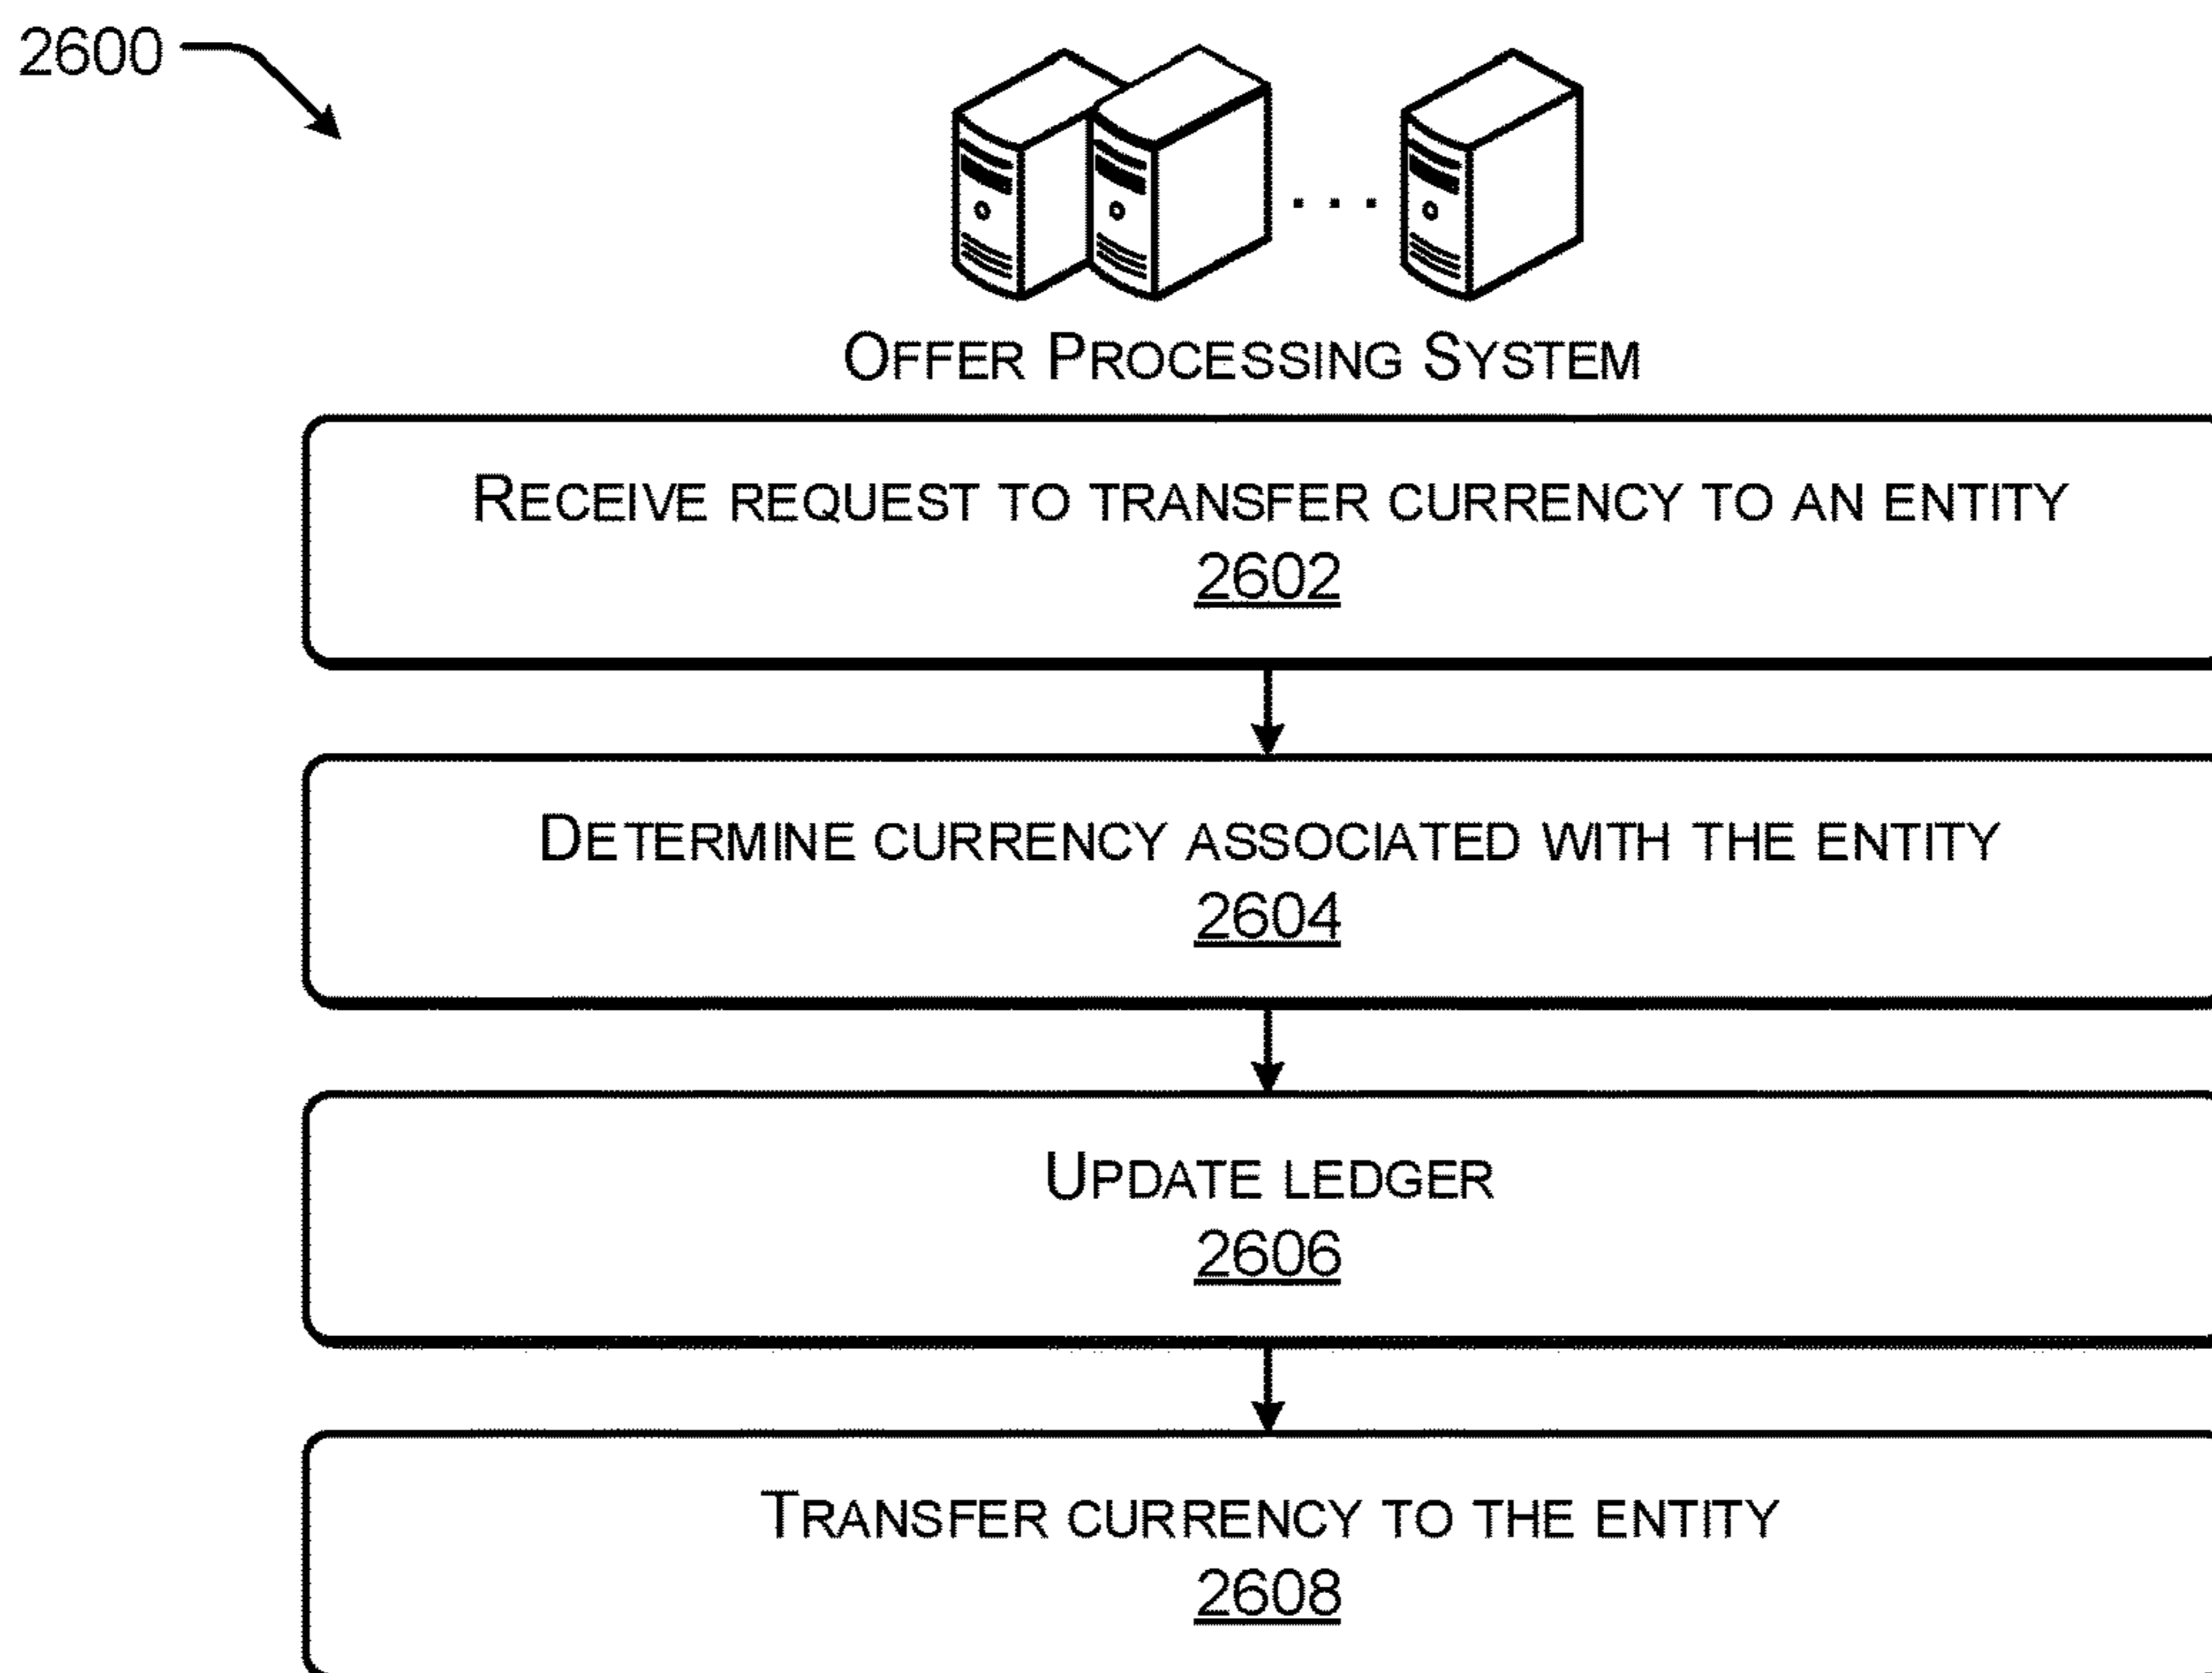 2600
OFFER PROCESSING SYSTEM
RECEIVE REQUEST TO TRANSFER CURRENCY TO AN ENTITY
2602
DETERMINE CURRENCY ASSOCIATED WITH THE ENTITY
2604
UPDATE LEDGER
2606
TRANSFER CURRENCY TO THE ENTITY
2608